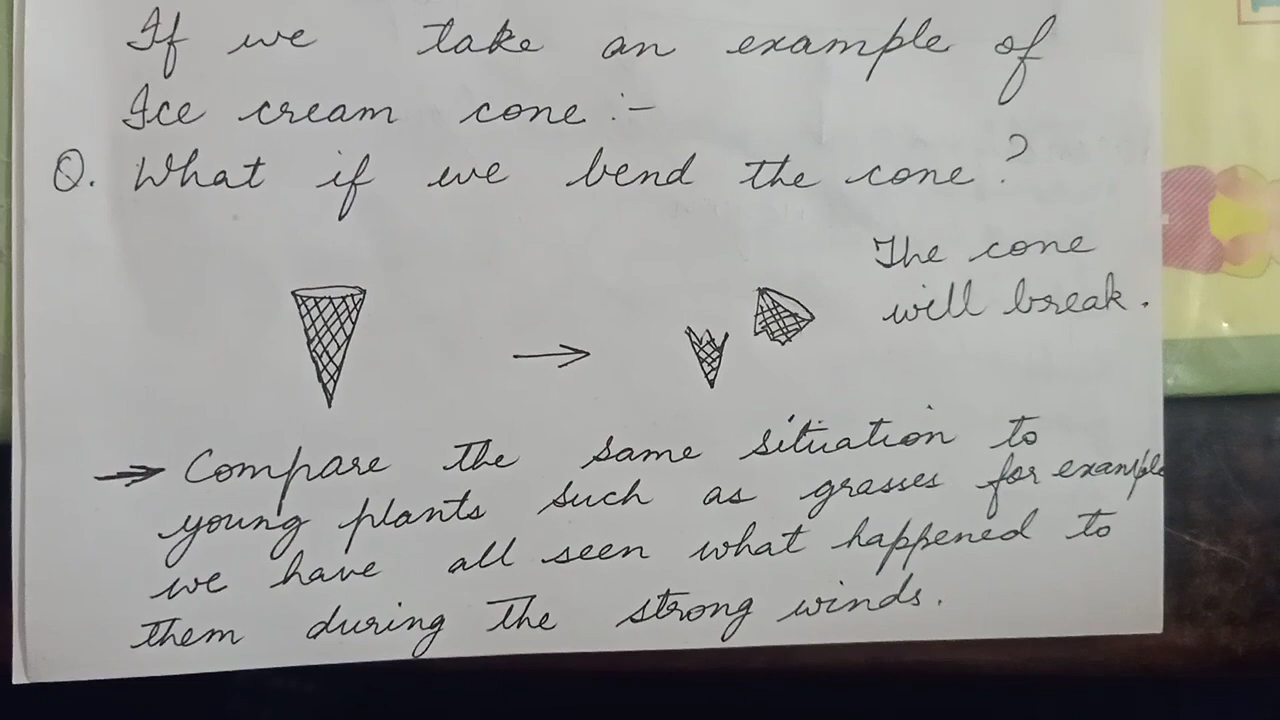 If we take an example of
Ice cream cone :-
Q. What if we bend the cone ?
The cone
will break.
→ Compare the same situation to
young plants such as grasses for example
we have all seen what happened to
them during the strong winds.